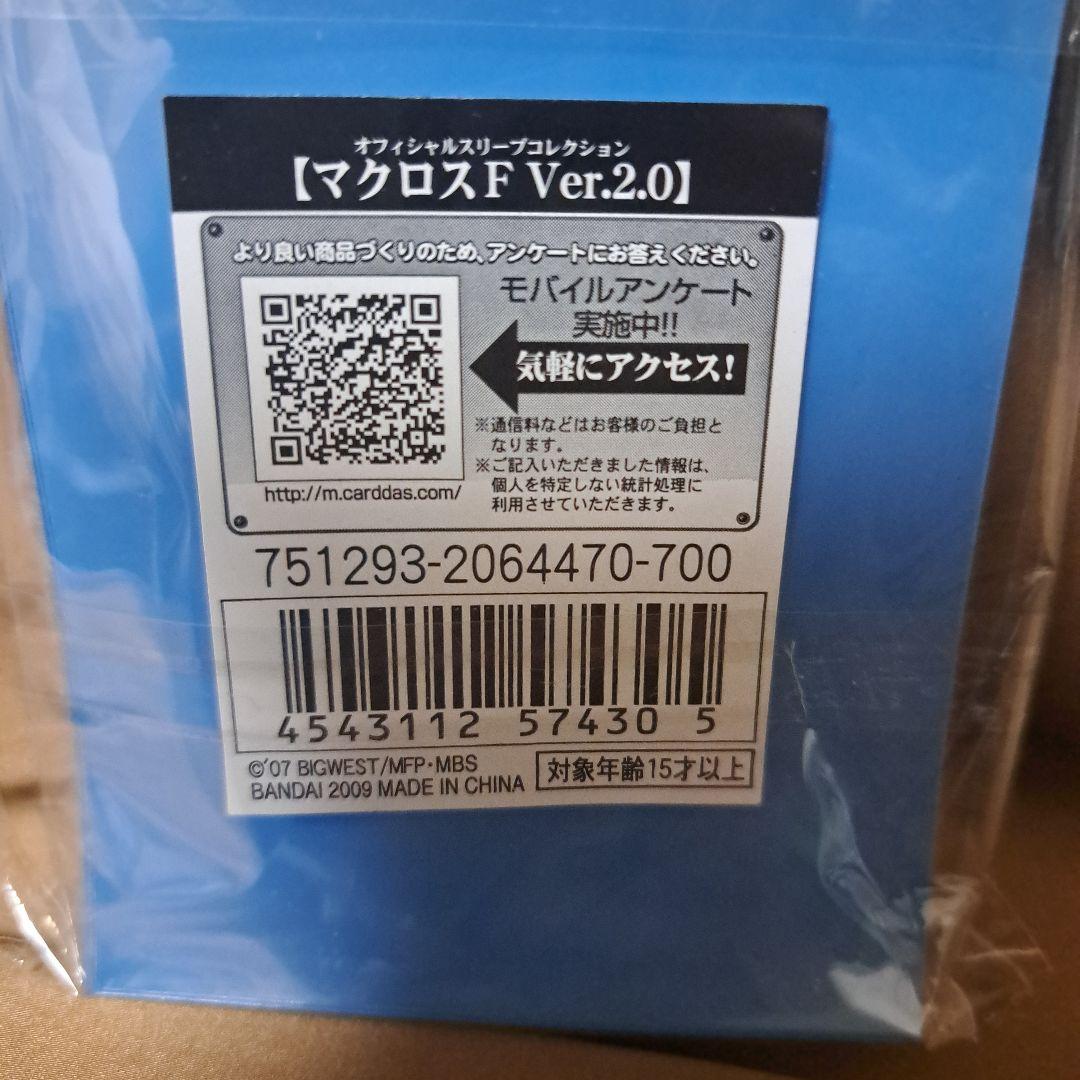 オフィシャルスリーブコレクション
【マクロスF Ver.2.0】
より良い商品づくりのため、アンケートにお答えください。
モバイルアンケート
実施中!!
気軽にアクセス!
※通信料などはお客様のご負担と
なります。
※ご記入いただきました情報は、
個人を特定しない統計処理に
利用させていただきます。
http://m.carddas.com/
751293-2064470-700
4543112 57430 5
©'07 BIGWEST/MFP・MBS
BANDAI 2009 MADE IN CHINA
対象年齢15才以上